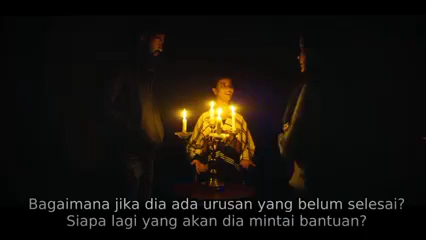 Bagaimana jika dia ada urusan yang belum selesai?
Siapa lagi yang akan dia mintai bantuan?